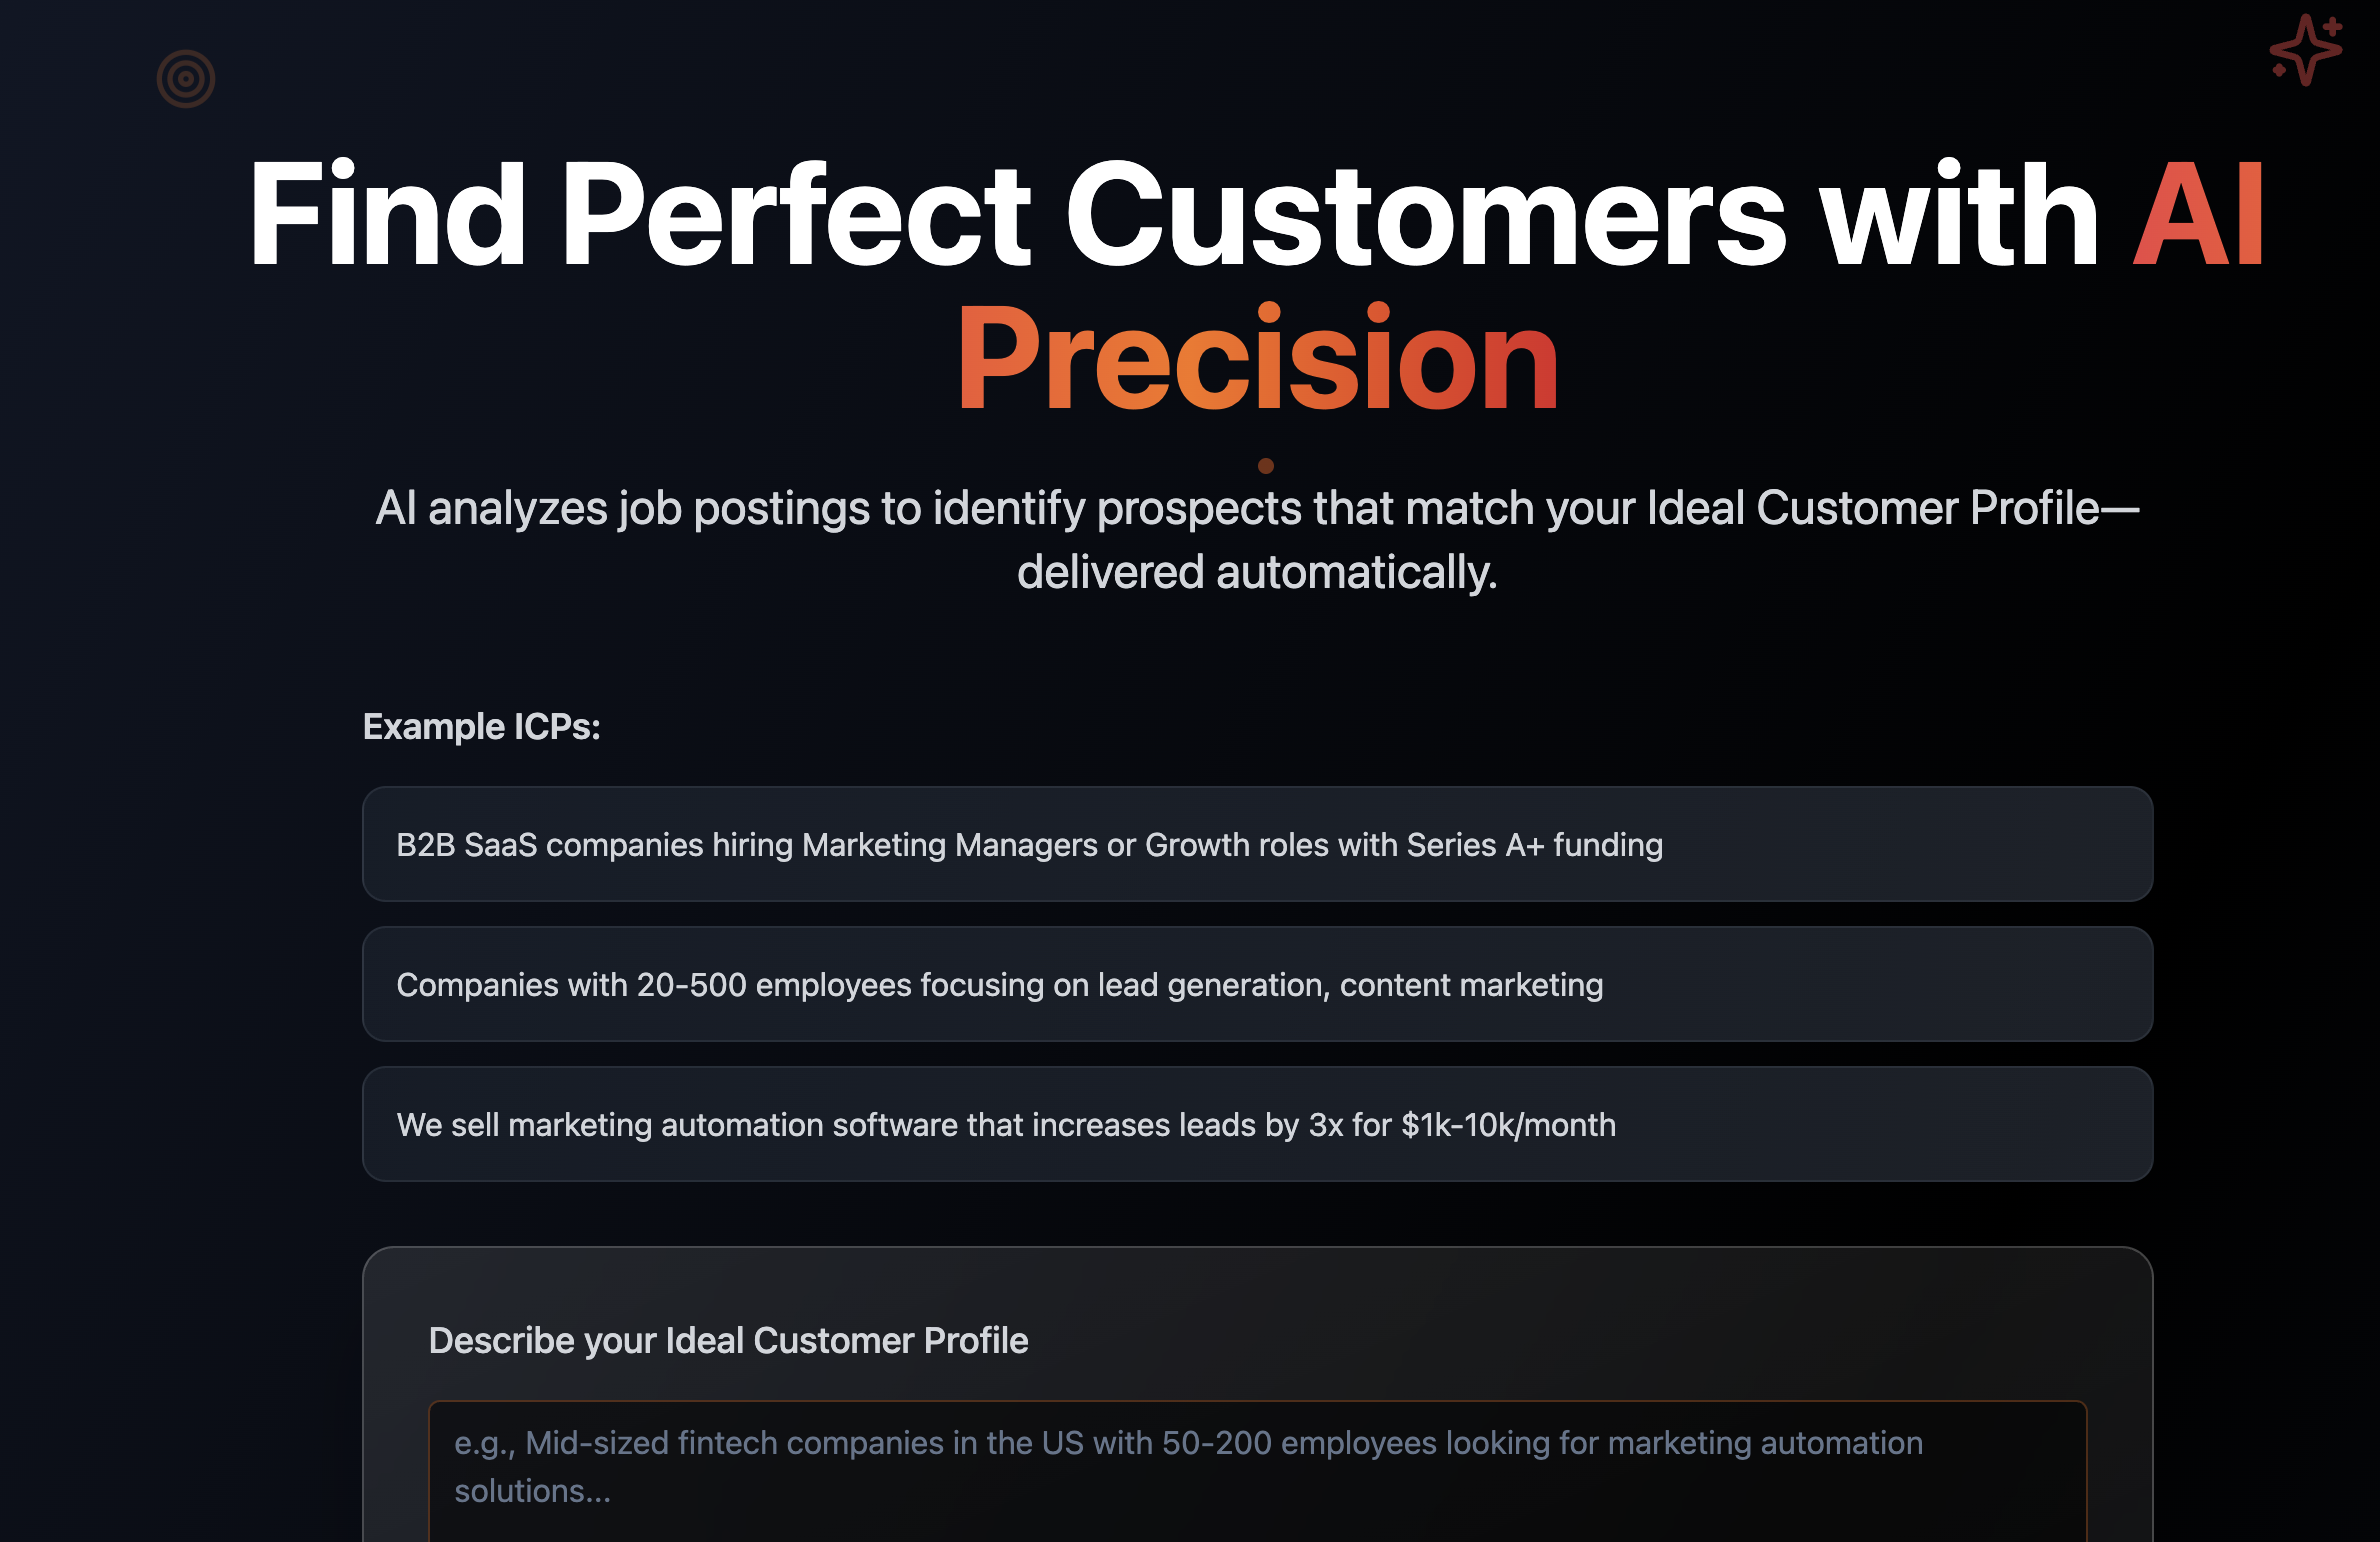 Find Perfect Customers with AI
Precision
AI analyzes job postings to identify prospects that match your Ideal Customer Profile—
delivered automatically.
Example ICPs:
B2B SaaS companies hiring Marketing Managers or Growth roles with Series A+ funding
Companies with 20-500 employees focusing on lead generation, content marketing
We sell marketing automation software that increases leads by 3x for $1k-10k/month
Describe your Ideal Customer Profile
e.g., Mid-sized fintech companies in the US with 50-200 employees looking for marketing automation
solutions...